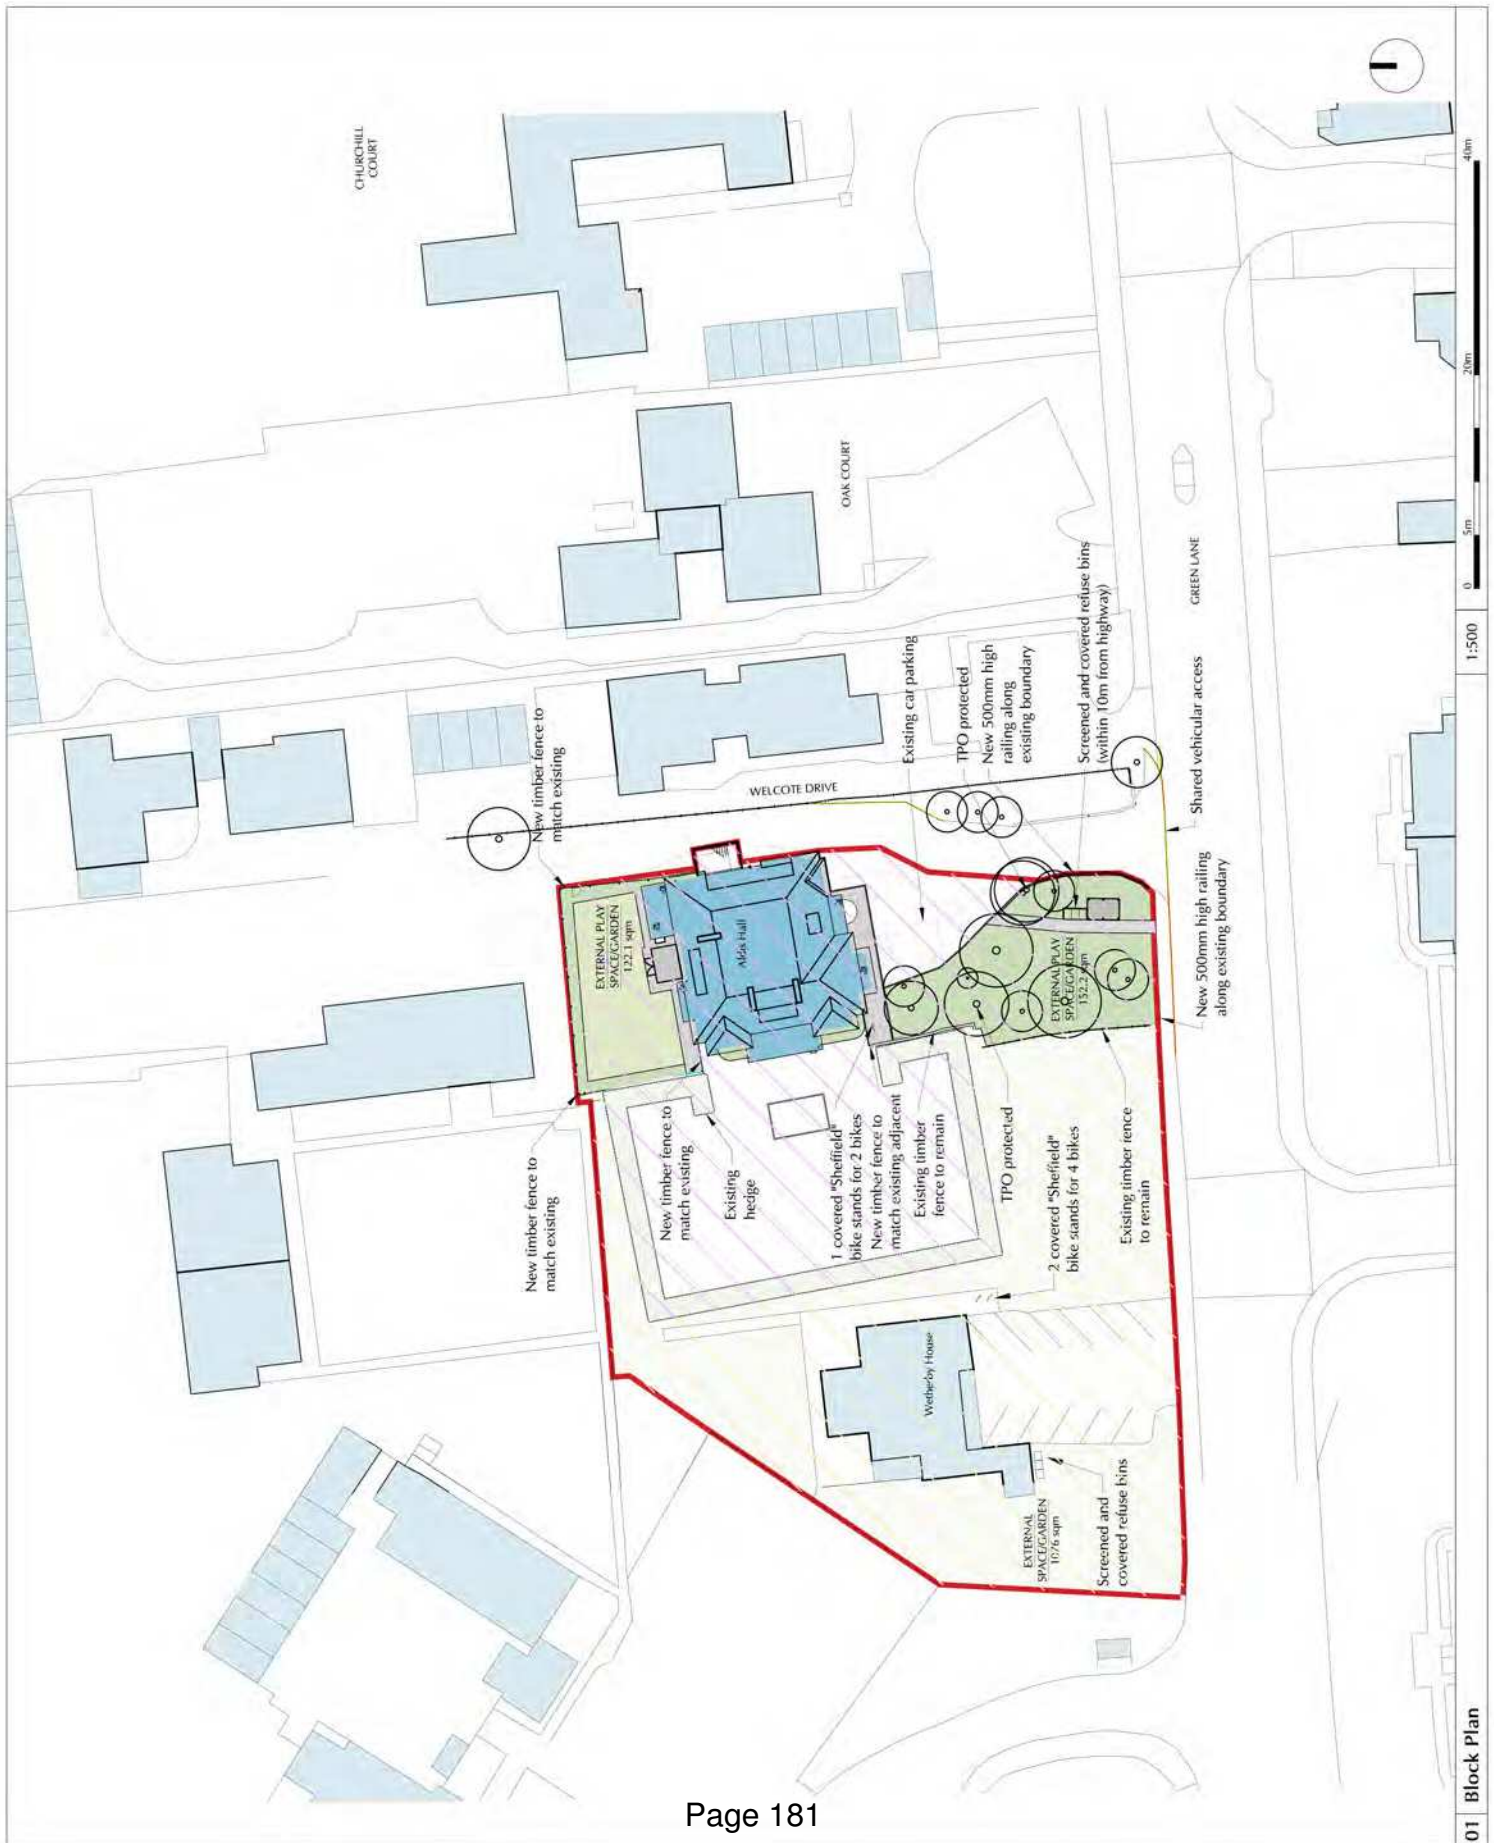 CHURCHILL
COURT
OAK COURT
GREEN LANE
WELCOTE DRIVE
New timber fence to
match existing
Existing car parking
TPO protected
New 500mm high
railing along
existing boundary
Screened and covered refuse bins
(within 10m from highway)
Shared vehicular access
New 500mm high railing
along existing boundary
EXTERNAL PLAY
SPACE/GARDEN
122.1 sqm
Aldis Hall
EXTERNAL PLAY
SPACE/GARDEN
152.2 sqm
New timber fence to
match existing
New timber fence to
match existing
Existing
hedge
1 covered "Sheffield"
bike stands for 2 bikes
New timber fence to
match existing adjacent
Existing timber
fence to remain
TPO protected
2 covered "Sheffield"
bike stands for 4 bikes
Existing timber fence
to remain
Wetherby House
EXTERNAL
SPACE/GARDEN
1076 sqm
Screened and
covered refuse bins
01 Block Plan
1:500
0 5m 20m 40m
Page 181